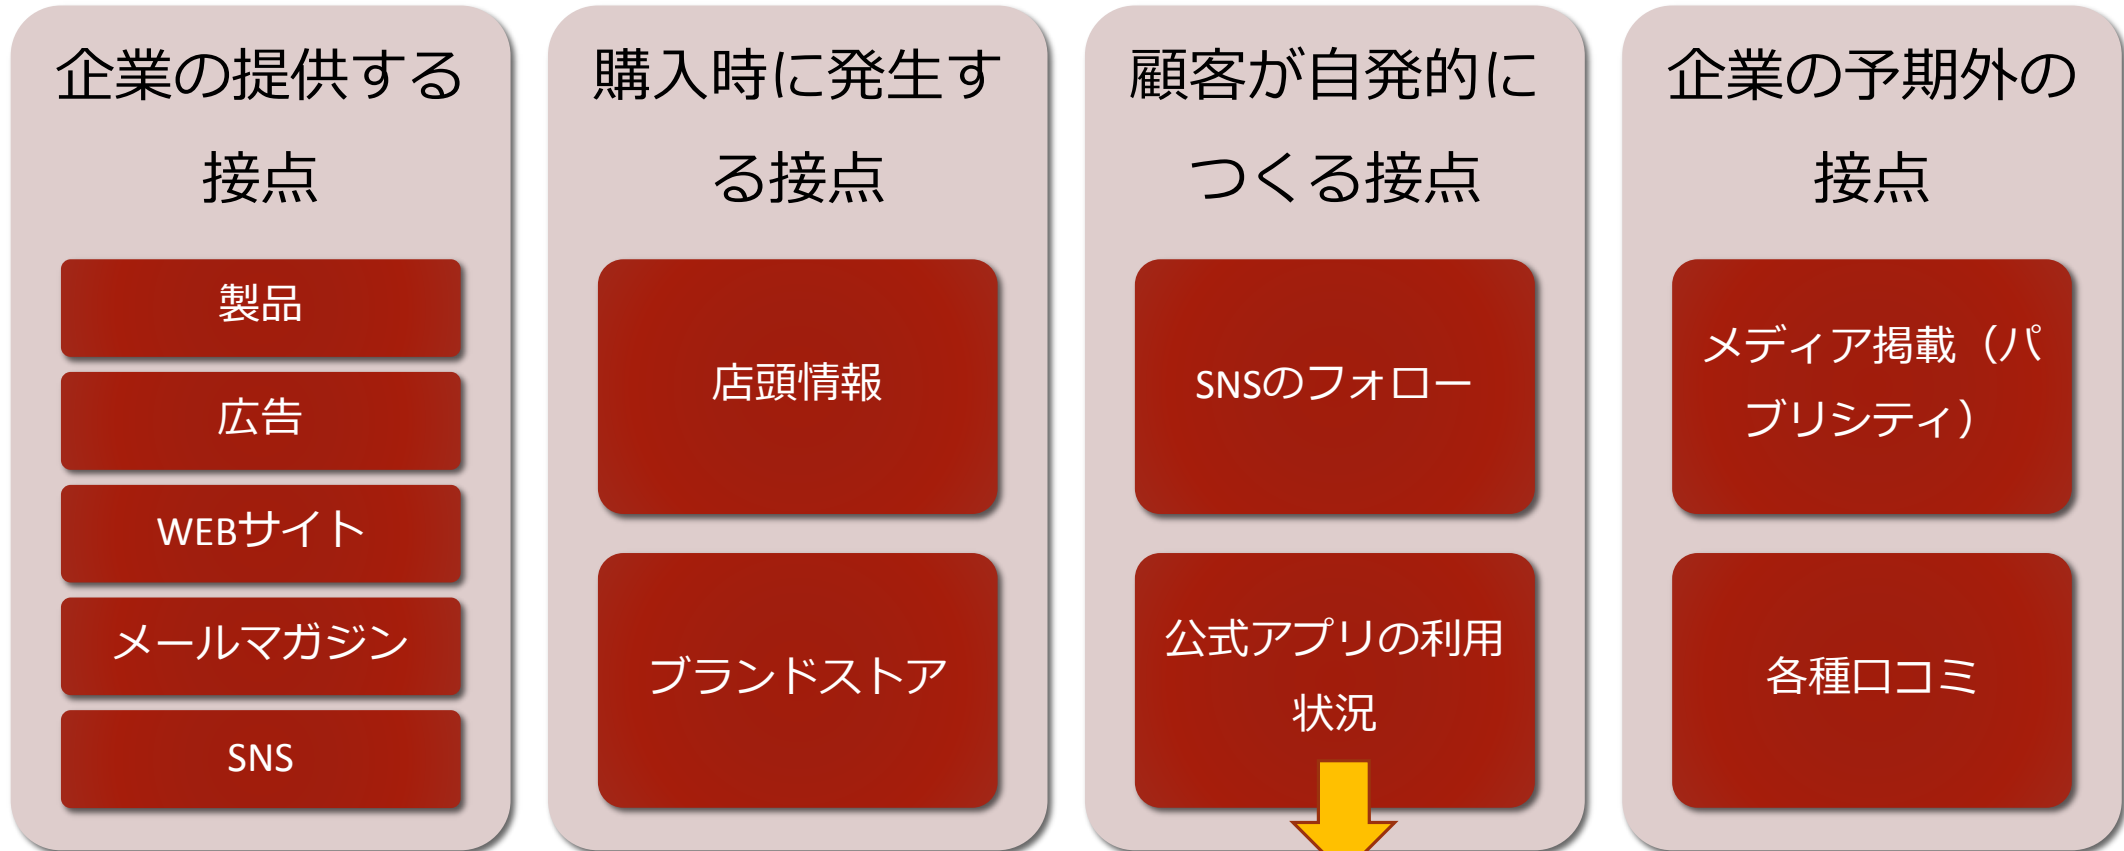 企業の提供する
接点
製品
広告
WEBサイト
メールマガジン
SNS
購入時に発生す
る接点
店頭情報
ブランドストア
顧客が自発的に
つくる接点
SNSのフォロー
公式アプリの利用
状況
企業の予期外の
接点
メディア掲載（パ
ブリシティ）
各種口コミ